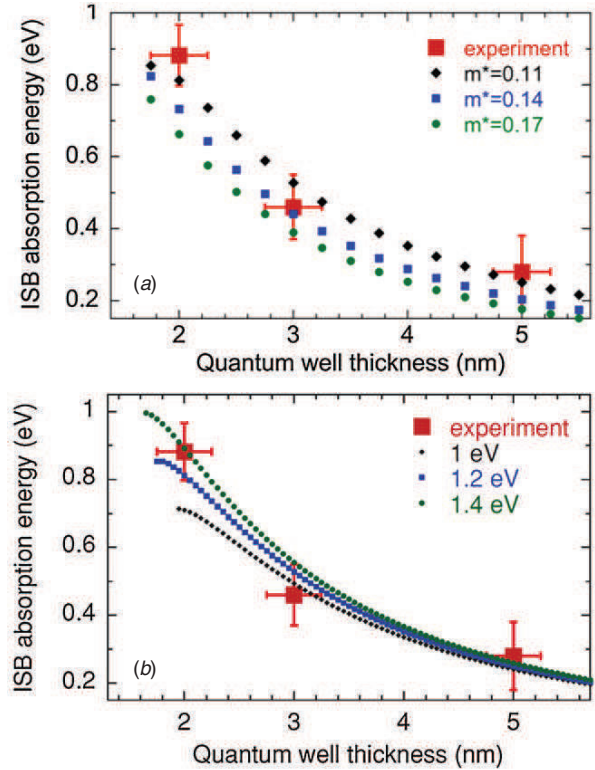 1
0.8
0.6
0.4
0.2
ISB absorption energy (eV)
experiment
m*=0.11
m*=0.14
m*=0.17
(a)
2
3
4
5
Quantum well thickness (nm)
1
0.8
0.6
0.4
0.2
ISB absorption energy (eV)
experiment
1 eV
1.2 eV
1.4 eV
(b)
2
3
4
5
Quantum well thickness (nm)